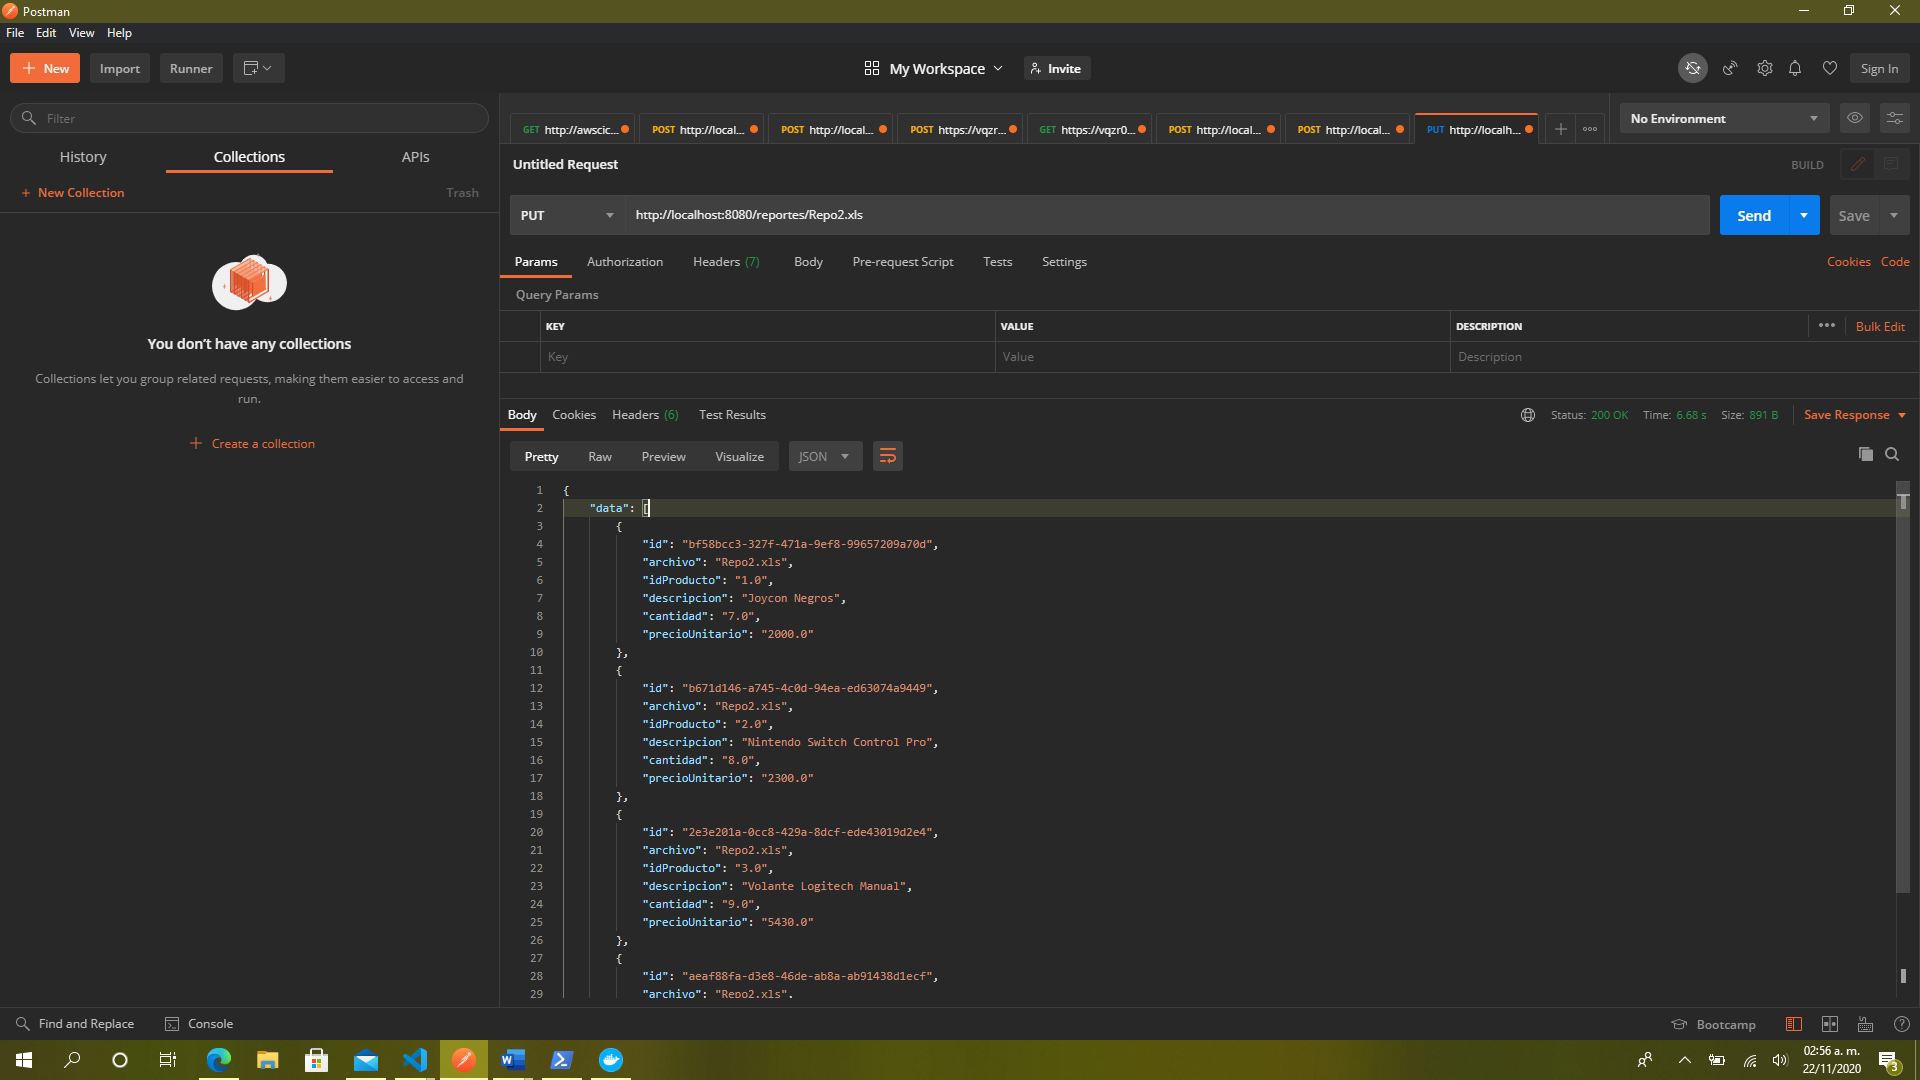 Postman
File Edit View Help
New Import Runner
My Workspace Invite
Sign In
Filter
History Collections APIs
New Collection Trash
You don't have any collections
Collections let you group related requests, making them easier to access and
run.
Create a collection
GET http://awscic... POST http://local... POST http://local... POST https://vqzr... GET https://vqzr0... POST http://local... POST http://local... PUT http://localh...
No Environment
Untitled Request
BUILD
PUT http://localhost:8080/reportes/Repo2.xls
Send Save
Params Authorization Headers (7) Body Pre-request Script Tests Settings
Cookies Code
Query Params
KEY VALUE DESCRIPTION
Bulk Edit
Key Value Description
Body Cookies Headers (6) Test Results
Status: 200 OK Time: 6.68 s Size: 891 B Save Response
Pretty Raw Preview Visualize JSON
1 {
2 "data": [
3 {
4 "id": "bf58bcc3-327f-471a-9ef8-99657209a70d",
5 "archivo": "Repo2.xls",
6 "idProducto": "1.0",
7 "descripcion": "Joycon Negros",
8 "cantidad": "7.0",
9 "precioUnitario": "2000.0"
10 },
11 {
12 "id": "b671d146-a745-4c0d-94ea-ed63074a9449",
13 "archivo": "Repo2.xls",
14 "idProducto": "2.0",
15 "descripcion": "Nintendo Switch Control Pro",
16 "cantidad": "8.0",
17 "precioUnitario": "2300.0"
18 },
19 {
20 "id": "2e3e201a-0cc8-429a-8dcf-ede43019d2e4",
21 "archivo": "Repo2.xls",
22 "idProducto": "3.0",
23 "descripcion": "Volante Logitech Manual",
24 "cantidad": "9.0",
25 "precioUnitario": "5430.0"
26 },
27 {
28 "id": "aeaf88fa-d3e8-46de-ab8a-ab91438d1ecf",
29 "archivo": "Repo2.xls",
Find and Replace Console
Bootcamp
02:56 a. m.
22/11/2020
3